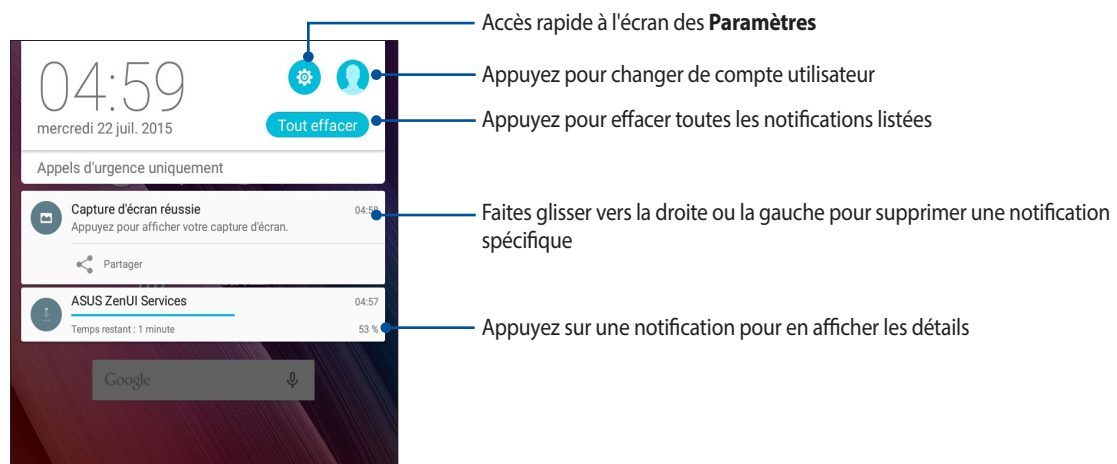 Accès rapide à l'écran des Paramètres
04:59
Appuyez pour changer de compte utilisateur
mercredi 22 juil. 2015
Tout effacer
Appuyez pour effacer toutes les notifications listées
Appels d'urgence uniquement
Capture d'écran réussie
04:58
Appuyez pour afficher votre capture d'écran.
Faites glisser vers la droite ou la gauche pour supprimer une notification
spécifique
Partager
ASUS ZenUI Services
04:57
Temps restant : 1 minute
53 %
Appuyez sur une notification pour en afficher les détails
Google